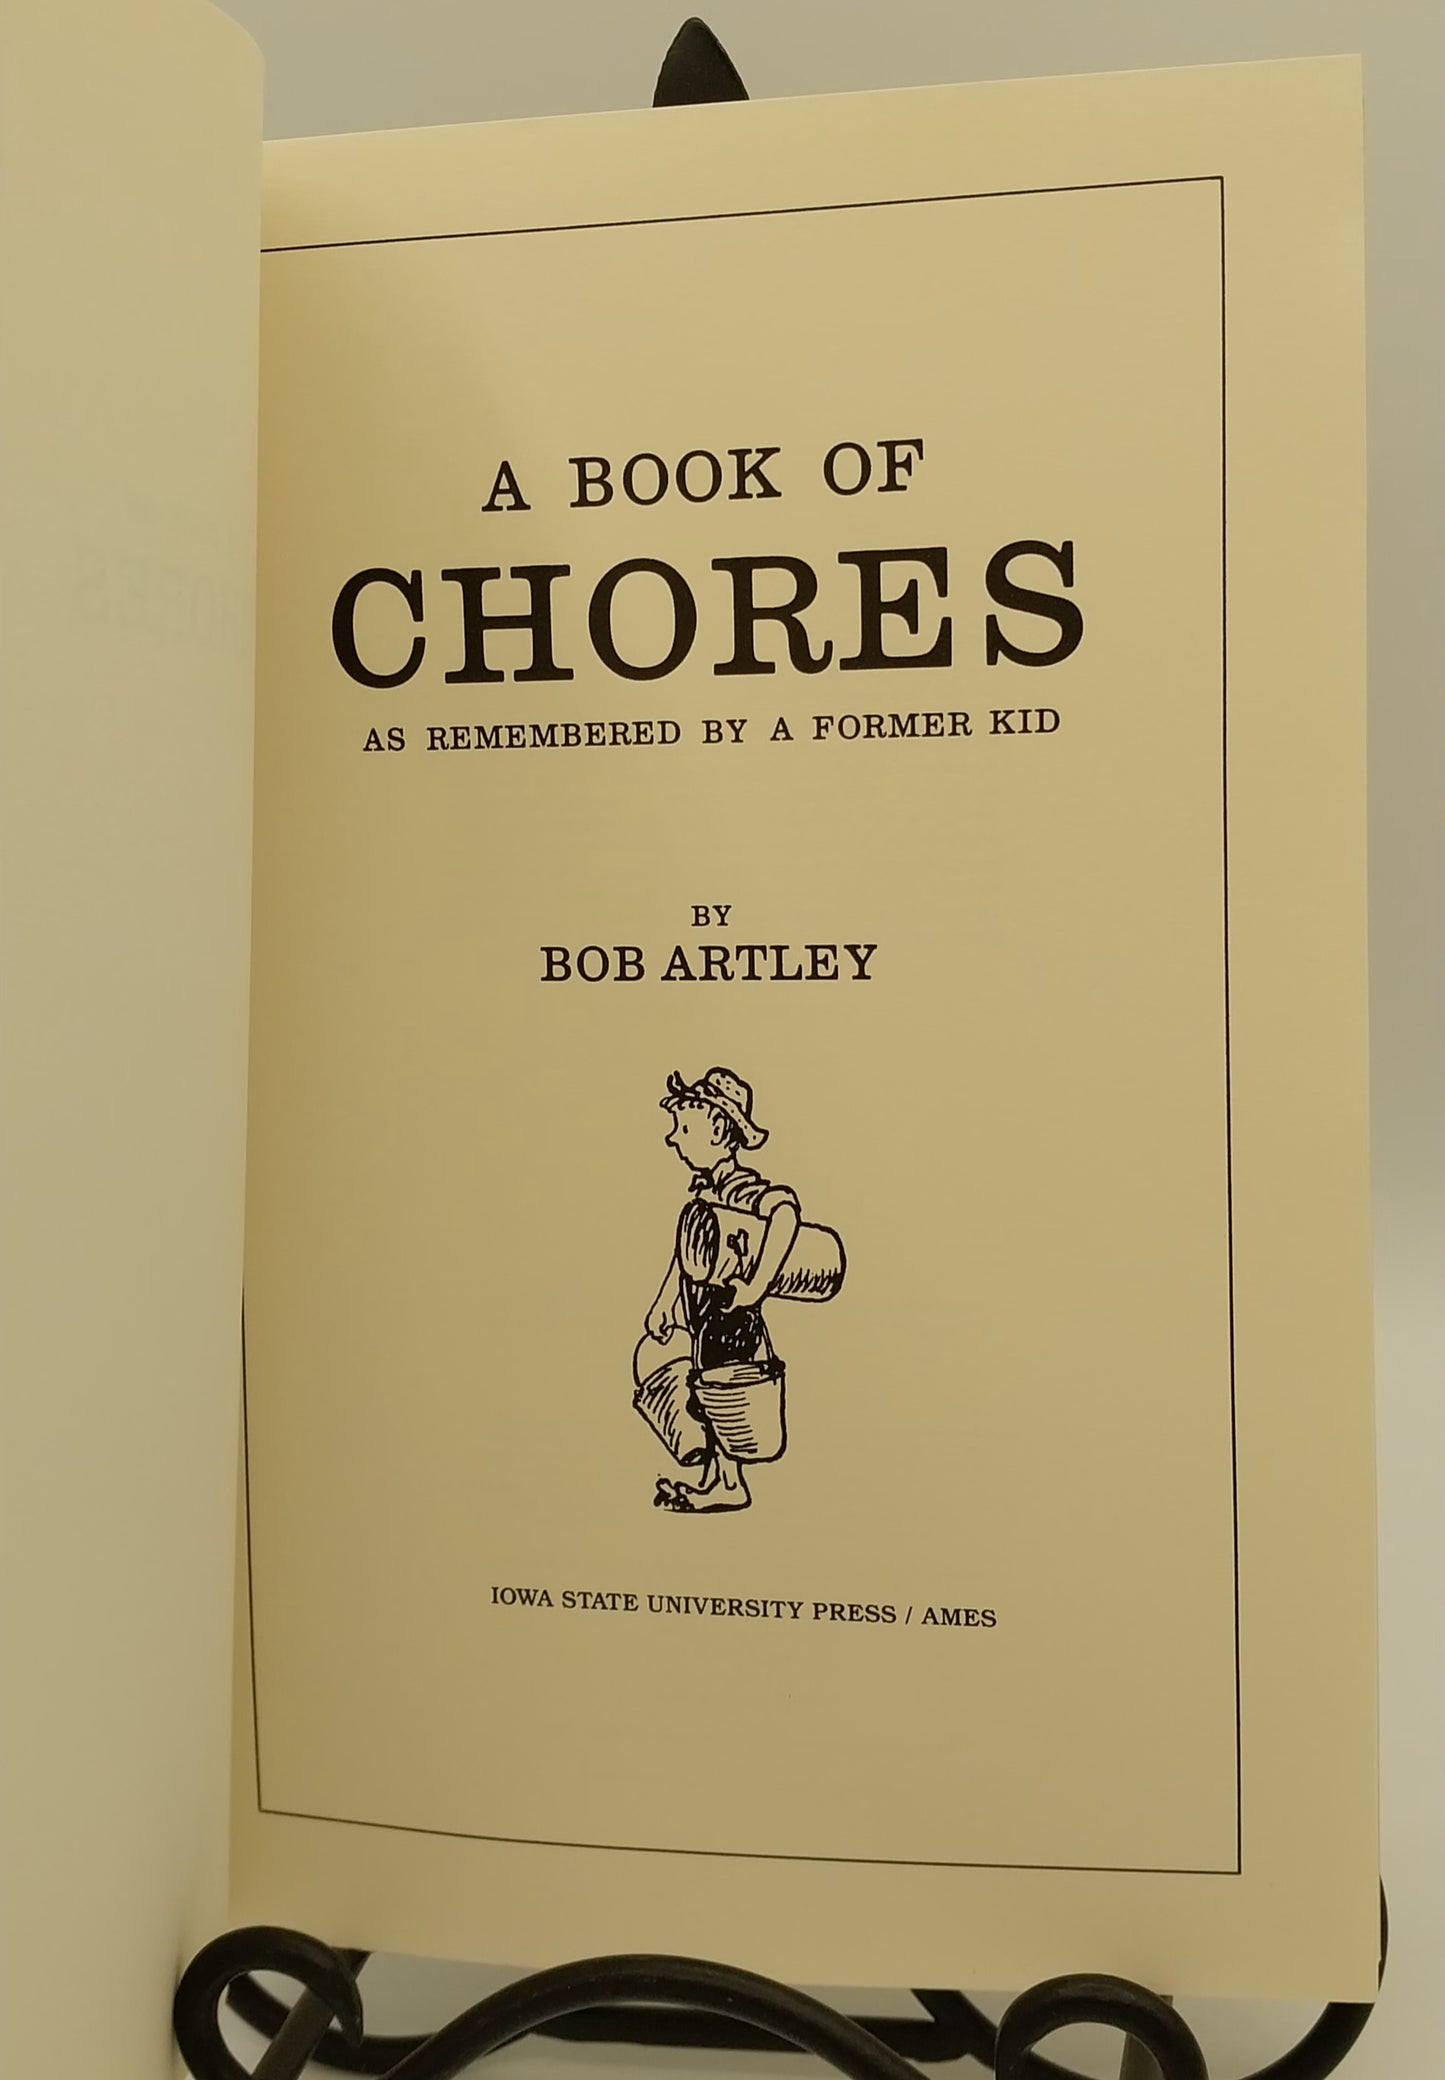 A BOOK OF
CHORES
AS REMEMBERED BY A FORMER KID
BY
BOB ARTLEY
IOWA STATE UNIVERSITY PRESS / AMES